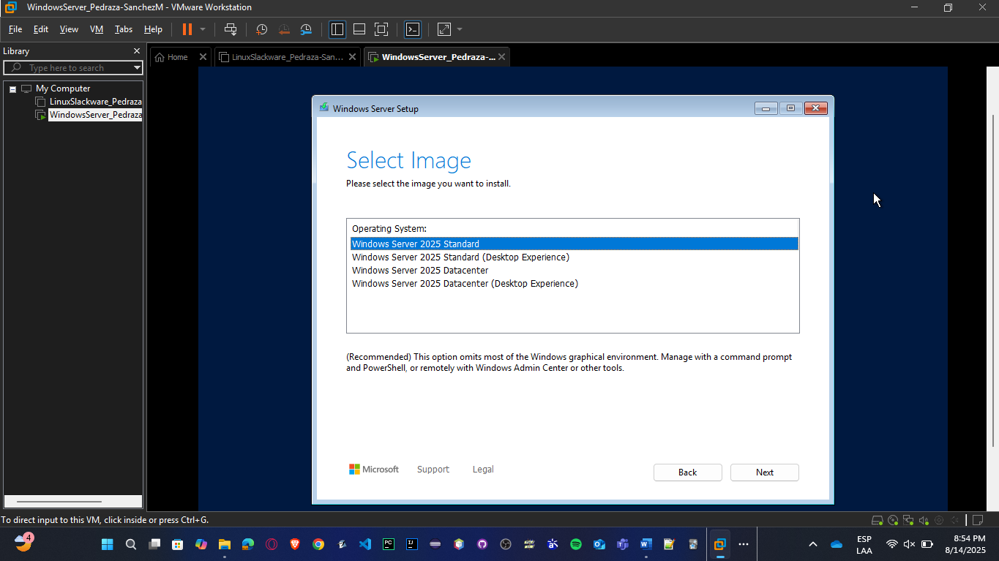 WindowsServer_Pedraza-SanchezM - VMware Workstation
File Edit View VM Tabs Help
Library
Type here to search
My Computer
LinuxSlackware_Pedraza
WindowsServer_Pedraza
Home
LinuxSlackware_Pedraza-San...
WindowsServer_Pedraza-...
Windows Server Setup
Select Image
Please select the image you want to install.
Operating System:
Windows Server 2025 Standard
Windows Server 2025 Standard (Desktop Experience)
Windows Server 2025 Datacenter
Windows Server 2025 Datacenter (Desktop Experience)
(Recommended) This option omits most of the Windows graphical environment. Manage with a command prompt
and PowerShell, or remotely with Windows Admin Center or other tools.
Microsoft Support Legal
Back Next
To direct input to this VM, click inside or press Ctrl+G.
4
PC
IJ
ESP
LAA
8:54 PM
8/14/2025